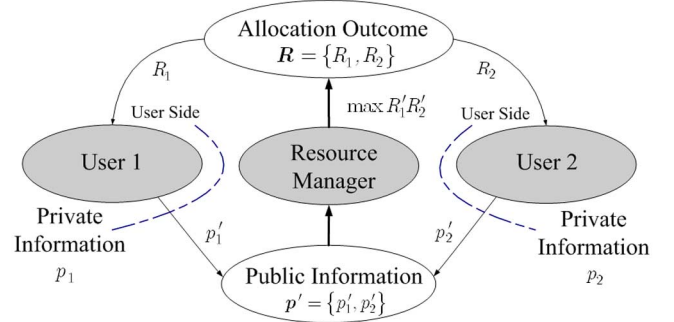 Allocation Outcome
R = {R₁, R₂}
R₁
R₂
User Side
max R′₁R′₂
User Side
User 1
Resource
Manager
User 2
Private
Information
p₁
p′₁
p′₂
Private
Information
p₂
Public Information
p′ = {p′₁, p′₂}